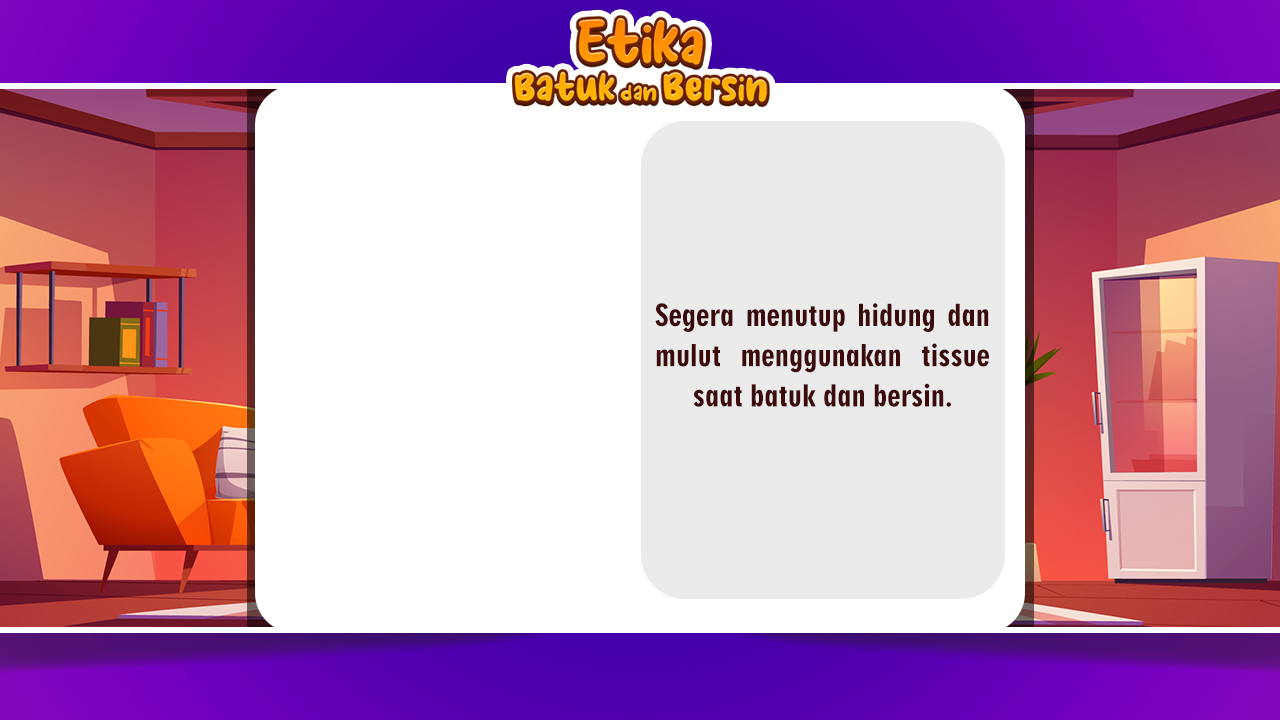 Etika
Batuk dan Bersin
Segera menutup hidung dan
mulut menggunakan tissue
saat batuk dan bersin.